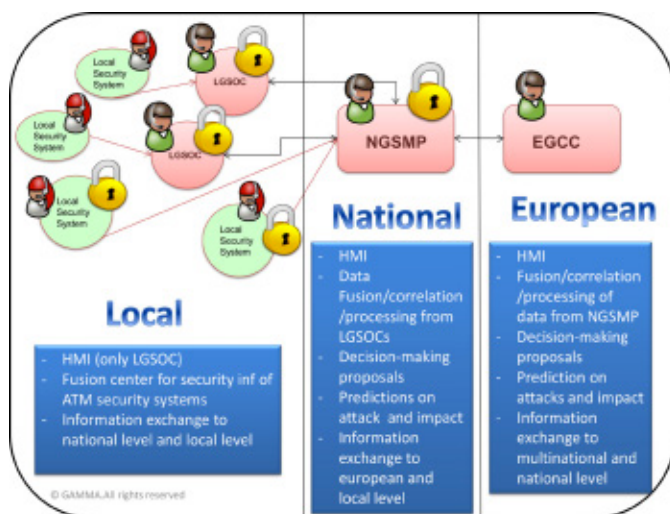 Local
Security
System
LGSOC
Local
Security
System
LGSOC
Local
Security
System
Local
Security
System
NGSMP
EGCC
Local
- HMI (only LGSOC)
- Fusion center for security inf of
ATM security systems
- Information exchange to
national level and local level
National
- HMI
- Data
Fusion/correlation
/processing from
LGSOCs
- Decision-making
proposals
- Predictions on
attack and impact
- Information
exchange to
european and
local level
European
- HMI
- Fusion/correlation
/processing of
data from NGSMP
- Decision-making
proposals
- Prediction on
attacks and impact
- Information
exchange to
multinational and
national level
© GAMMA.All rights reserved